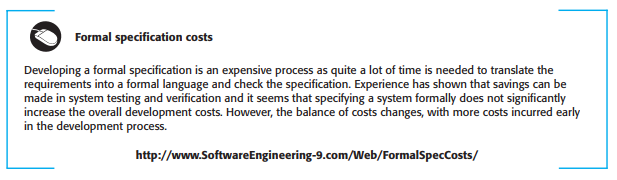 Formal specification costs
Developing a formal specification is an expensive process as quite a lot of time is needed to translate the
requirements into a formal language and check the specification. Experience has shown that savings can be
made in system testing and verification and it seems that specifying a system formally does not significantly
increase the overall development costs. However, the balance of costs changes, with more costs incurred early
in the development process.
http://www.SoftwareEngineering-9.com/Web/FormalSpecCosts/